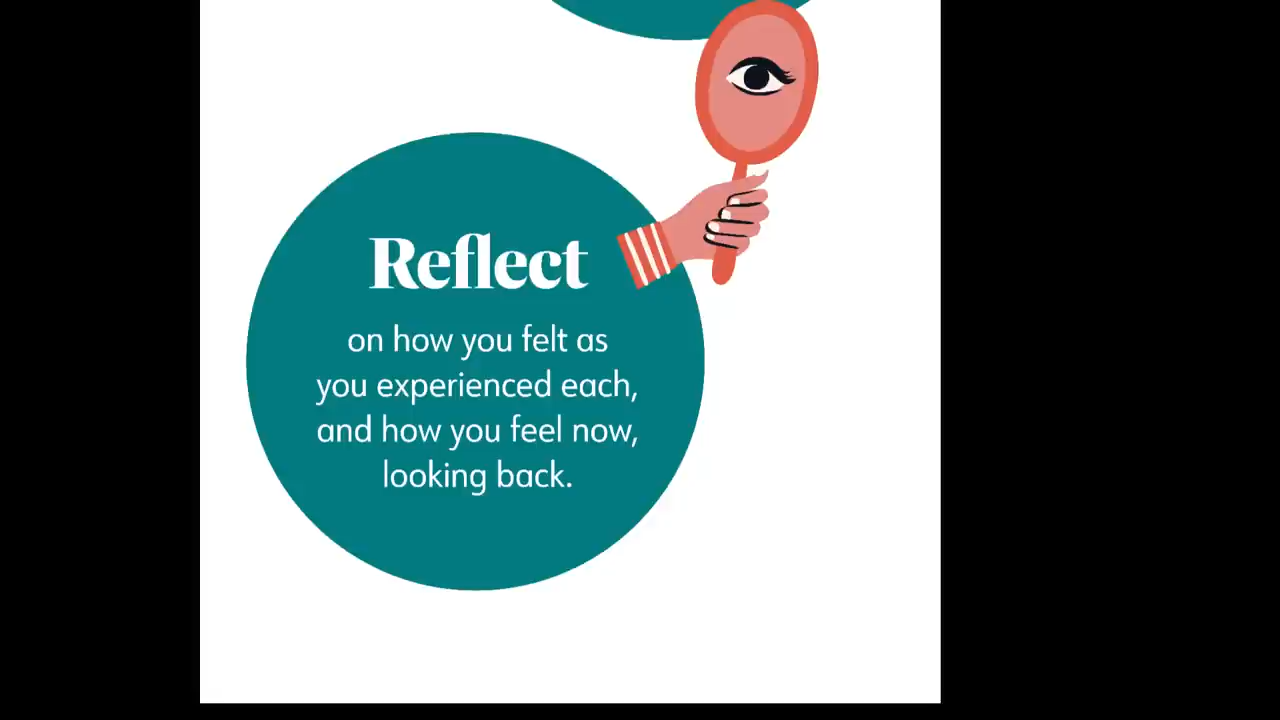 Reflect
on how you felt as
you experienced each,
and how you feel now,
looking back.